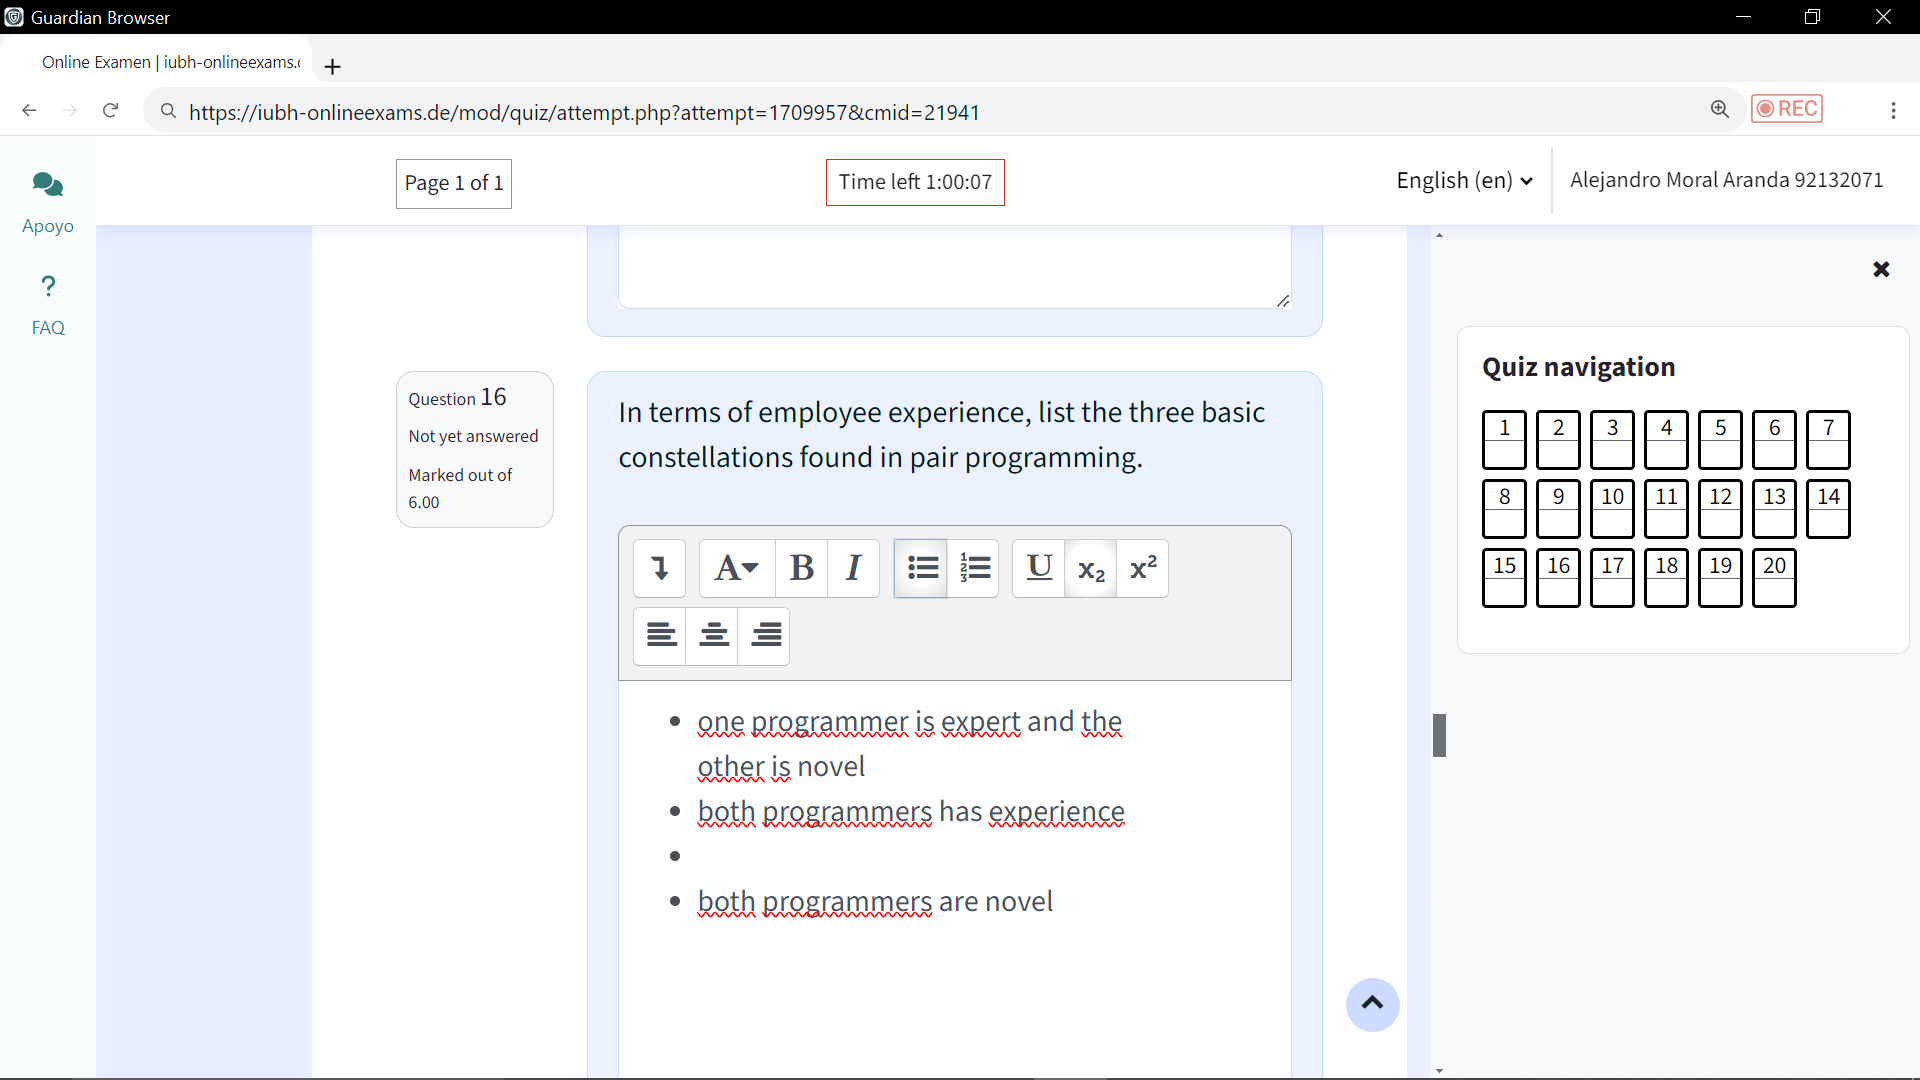 Guardian Browser
Online Examen | iubh-onlineexams.
https://iubh-onlineexams.de/mod/quiz/attempt.php?attempt=1709957&cmid=21941
REC
Page 1 of 1
Time left 1:00:07
English (en)
Alejandro Moral Aranda 92132071
Apoyo
?
FAQ
Question 16
Not yet answered
Marked out of
6.00
In terms of employee experience, list the three basic
constellations found in pair programming.
A B I U x₂ x²
one programmer is expert and the
other is novel
both programmers has experience
both programmers are novel
Quiz navigation
1 2 3 4 5 6 7
8 9 10 11 12 13 14
15 16 17 18 19 20